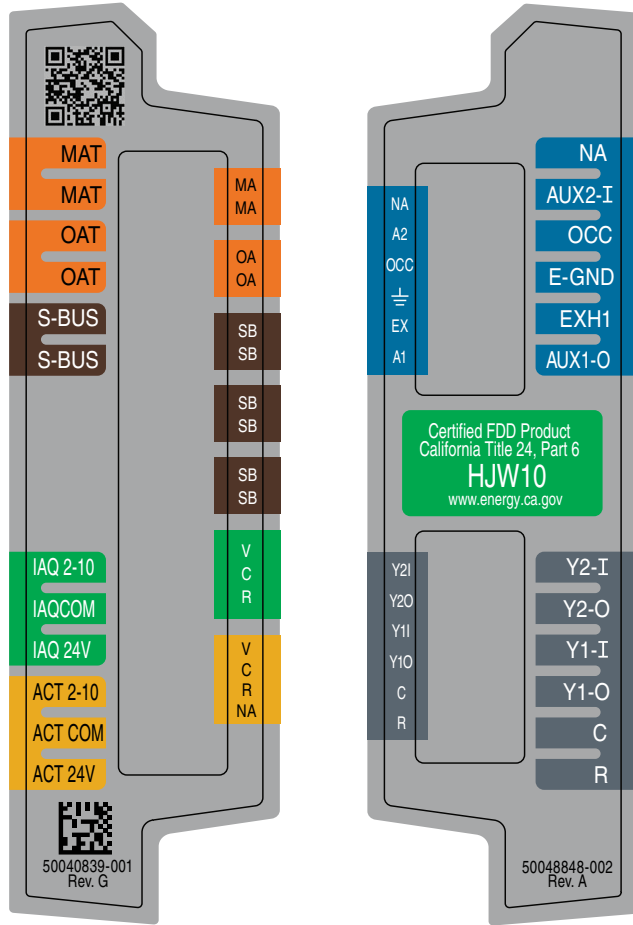 MAT
MAT
OAT
OAT
S-BUS
S-BUS
IAQ 2-10
IAQCOM
IAQ 24V
ACT 2-10
ACT COM
ACT 24V
50040839-001
Rev. G
MA
MA
OA
OA
SB
SB
SB
SB
SB
SB
V
C
R
V
C
R
NA
NA
A2
OCC
EX
A1
NA
AUX2-I
OCC
E-GND
EXH1
AUX1-O
Certified FDD Product
California Title 24, Part 6
HJW10
www.energy.ca.gov
Y2I
Y2O
Y1I
Y1O
C
R
Y2-I
Y2-O
Y1-I
Y1-O
C
R
50048848-002
Rev. A